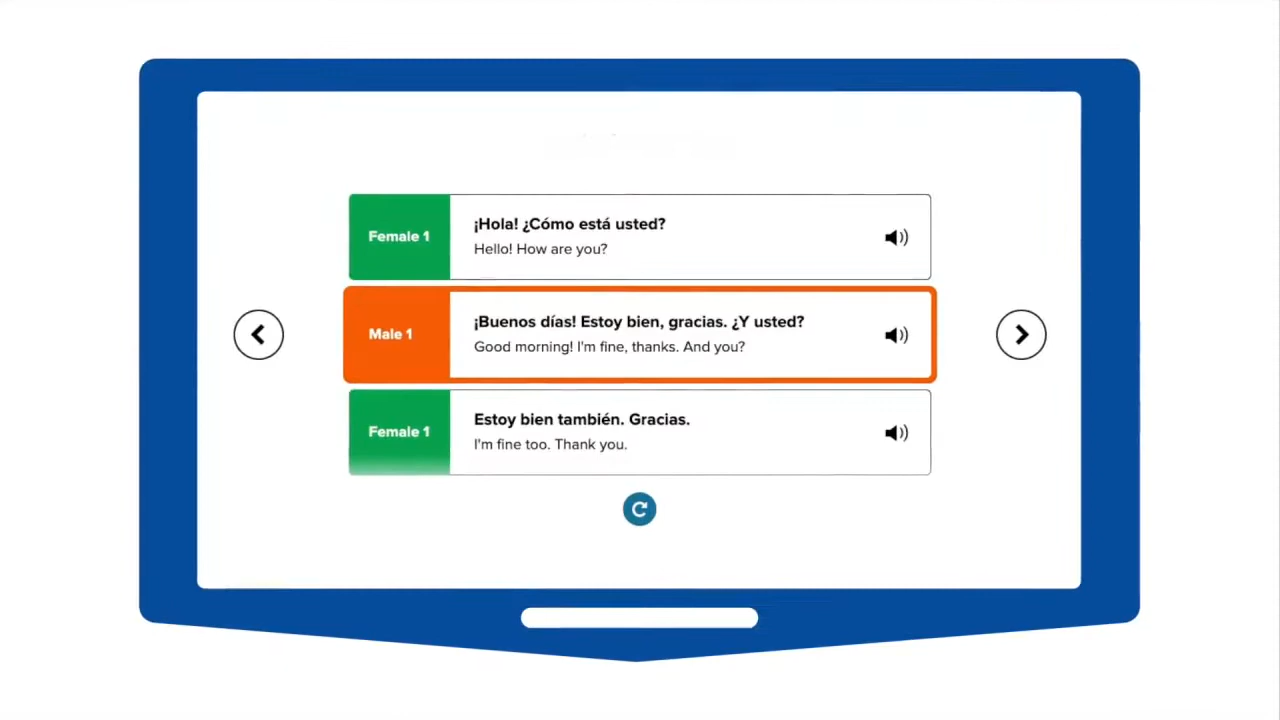 Female 1
¡Hola! ¿Cómo está usted?
Hello! How are you?
Male 1
¡Buenos días! Estoy bien, gracias. ¿Y usted?
Good morning! I'm fine, thanks. And you?
Female 1
Estoy bien también. Gracias.
I'm fine too. Thank you.